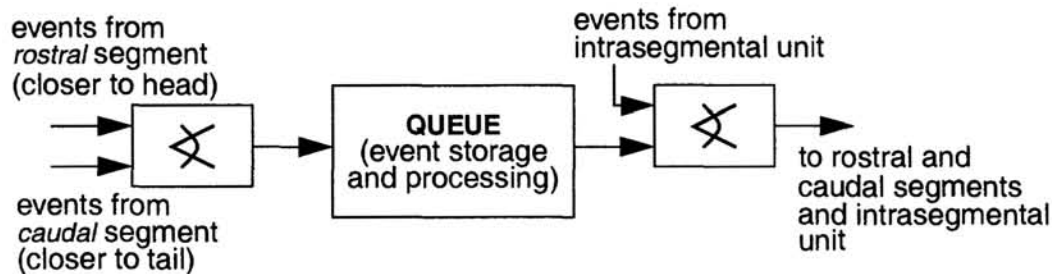 events from
rostral segment
(closer to head)
events from
caudal segment
(closer to tail)
QUEUE
(event storage
and processing)
events from
intrasegmental unit
to rostral and
caudal segments
and intrasegmental
unit